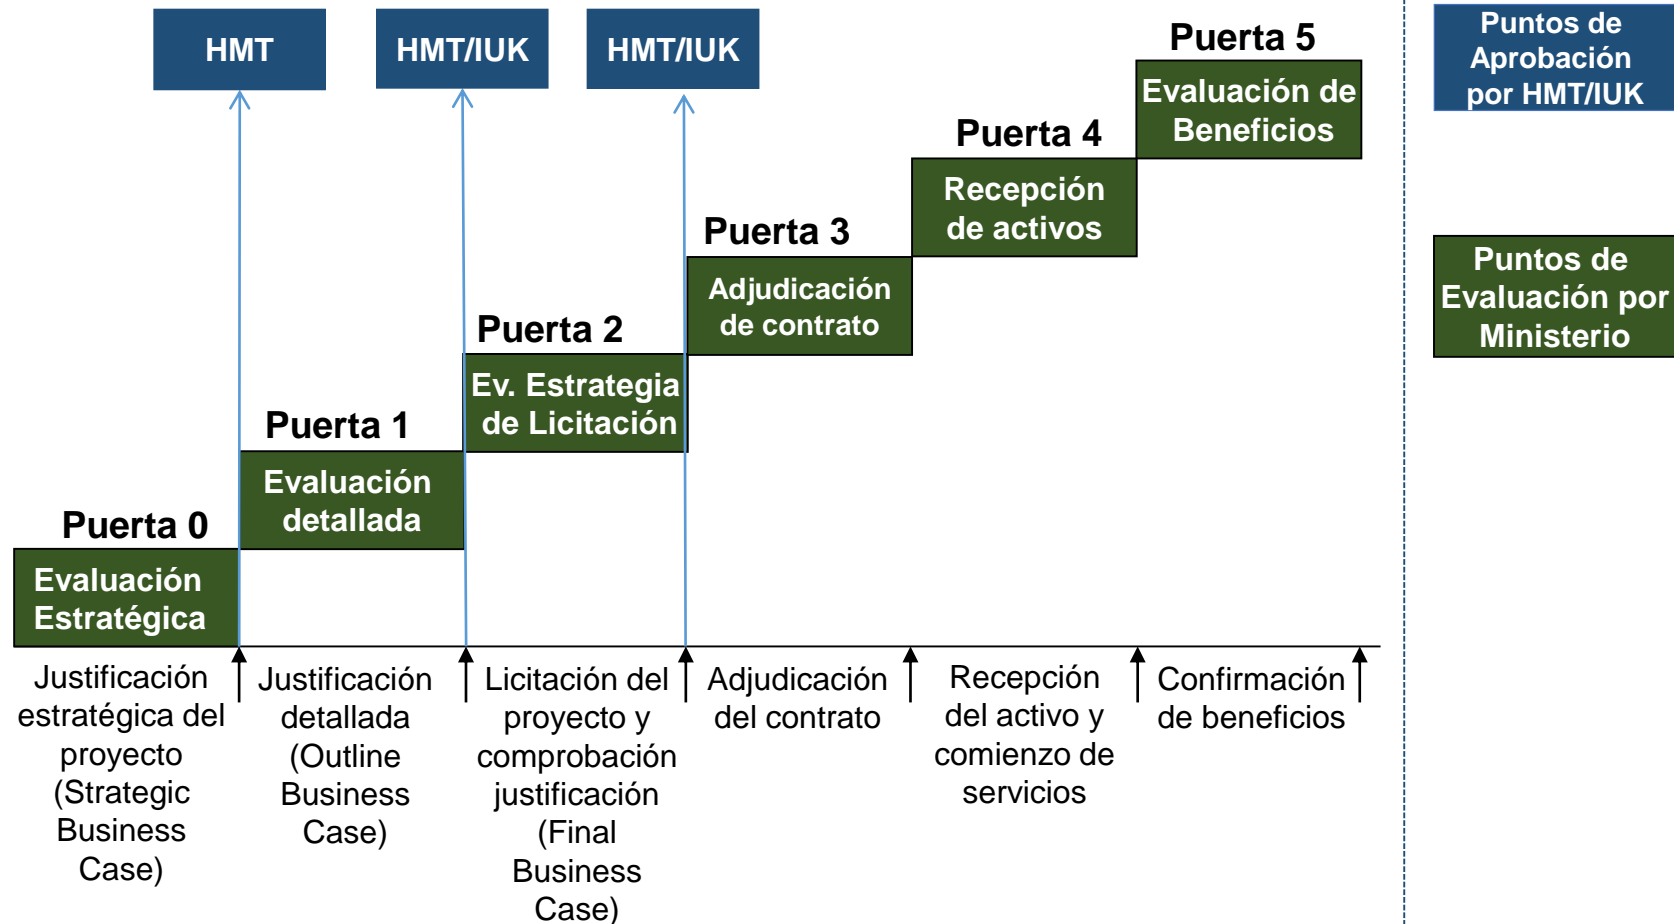 HMT
HMT/IUK
HMT/IUK
Puerta 5
Evaluación de
Beneficios
Puerta 4
Recepción
de activos
Puerta 3
Adjudicación
de contrato
Puerta 2
Ev. Estrategia
de Licitación
Puerta 1
Evaluación
detallada
Puerta 0
Evaluación
Estratégica
Justificación
estratégica del
proyecto
(Strategic
Business
Case)
Justificación
detallada
(Outline
Business
Case)
Licitación del
proyecto y
comprobación
justificación
(Final
Business
Case)
Adjudicación
del contrato
Recepción
del activo y
comienzo de
servicios
Confirmación
de beneficios
Puntos de
Aprobación
por HMT/IUK
Puntos de
Evaluación por
Ministerio